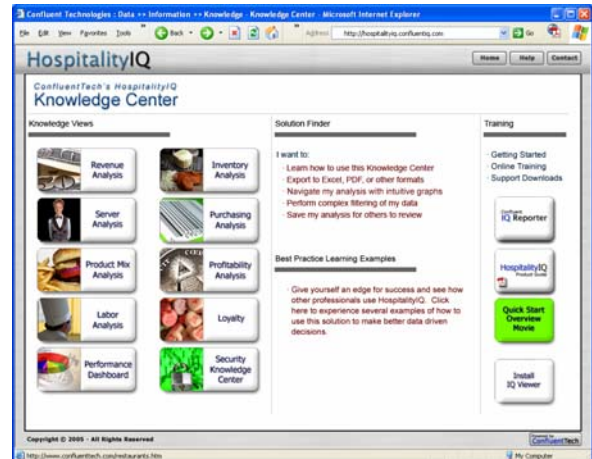 Confluent Technologies : Data >> Information >> Knowledge - Knowledge Center - Microsoft Internet Explorer
File Edit View Favorites Tools
Back
Address http://hospitalityiq.confluentiq.com
Go
HospitalityIQ
Home Help Contact
ConfluentTech's HospitalityIQ
Knowledge Center
Knowledge Views
Revenue
Analysis
Inventory
Analysis
Server
Analysis
Purchasing
Analysis
Product Mix
Analysis
Profitability
Analysis
Labor
Analysis
Loyalty
Performance
Dashboard
Security
Knowledge
Center
Solution Finder
I want to:
· Learn how to use this Knowledge Center
· Export to Excel, PDF, or other formats
· Navigate my analysis with intuitive graphs
· Perform complex filtering of my data
· Save my analysis for others to review
Best Practice Learning Examples
· Give yourself an edge for success and see how
other professionals use HospitalityIQ. Click
here to experience several examples of how to
use this solution to make better data driven
decisions.
Training
· Getting Started
· Online Training
· Support Downloads
Confluent
IQ Reporter
HospitalityIQ
Product Guide
Quick Start
Overview
Movie
Install
IQ Viewer
Copyright © 2005 - All Rights Reserved
Powered by
ConfluentTech
http://www.confluenttech.com/restaurants.htm
My Computer